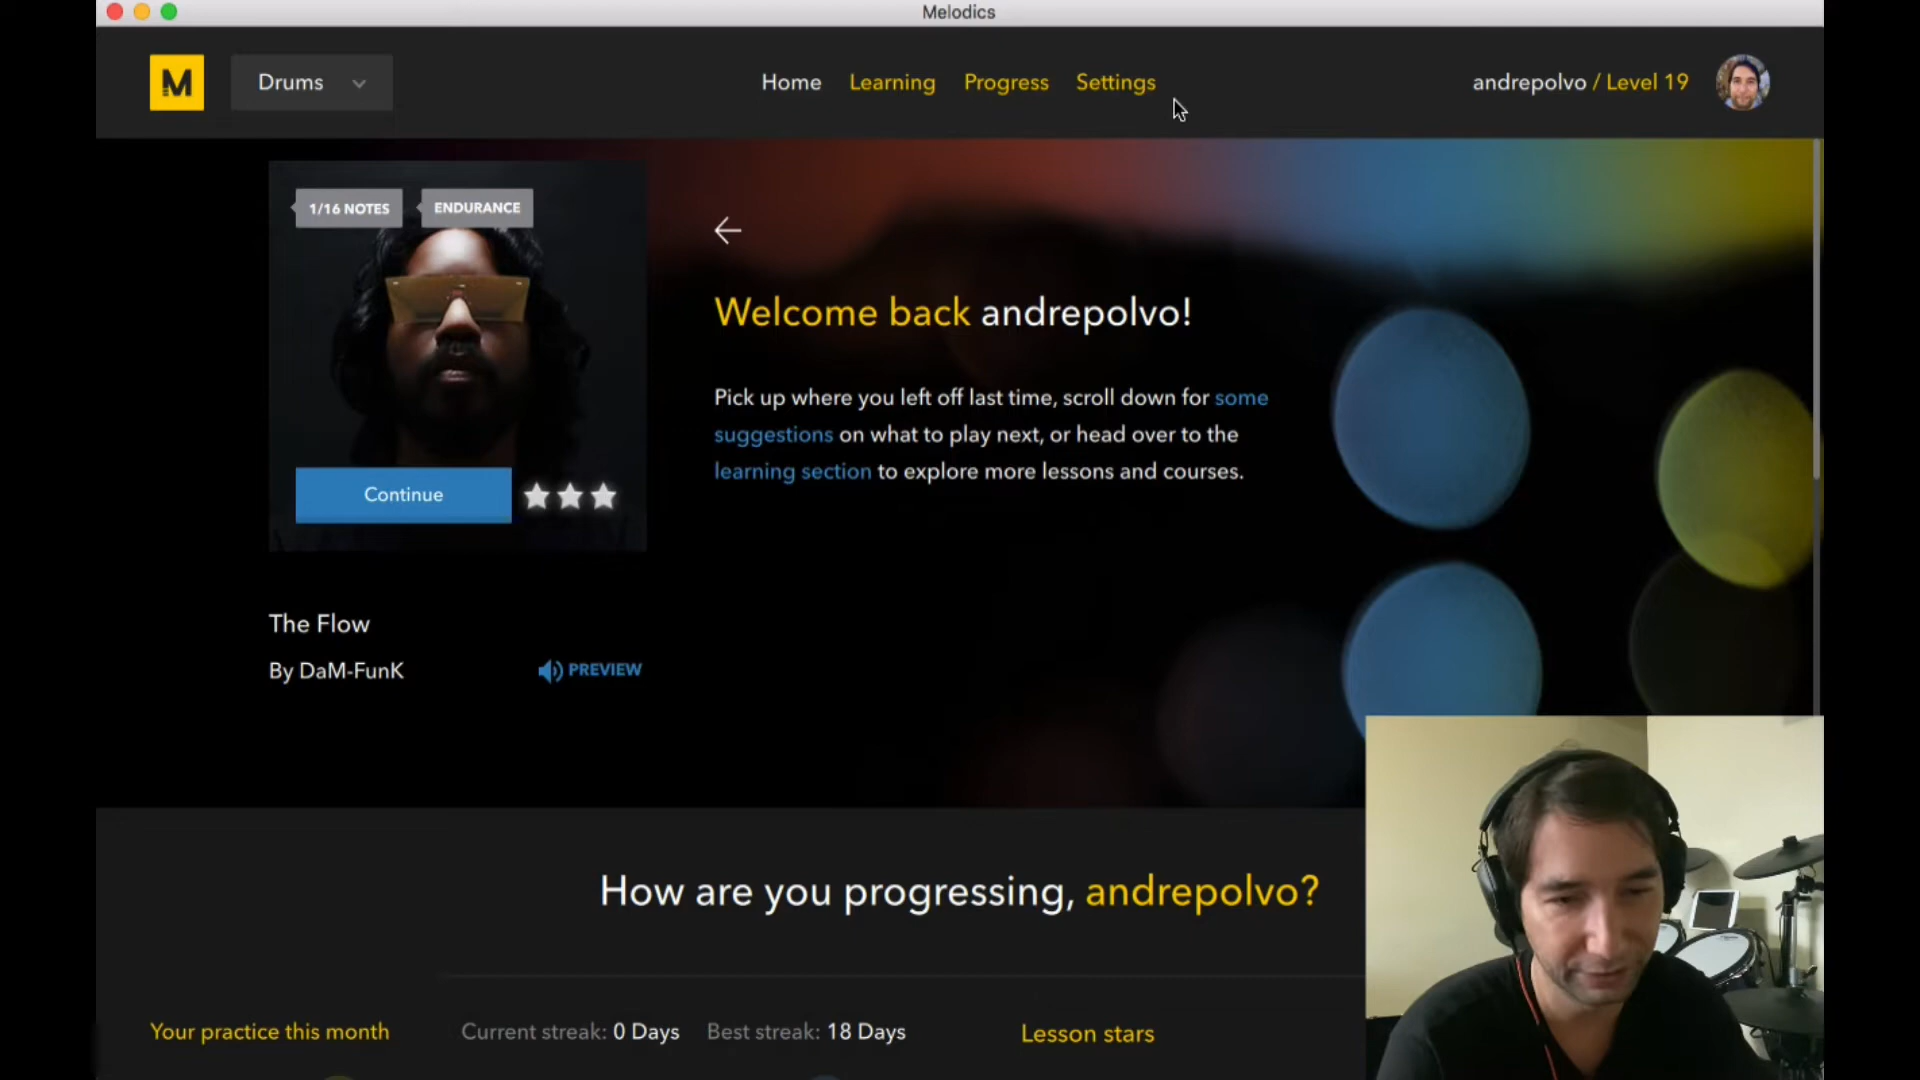 Melodics
M
Drums
Home Learning Progress Settings
andrepolvo / Level 19
1/16 NOTES
ENDURANCE
Continue
The Flow
By DaM-FunK
PREVIEW
Welcome back andrepolvo!
Pick up where you left off last time, scroll down for some
suggestions on what to play next, or head over to the
learning section to explore more lessons and courses.
How are you progressing, andrepolvo?
Your practice this month
Current streak: 0 Days
Best streak: 18 Days
Lesson stars